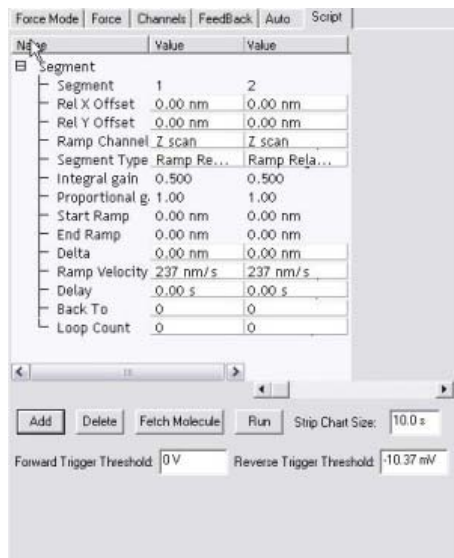 Force Mode Force Channels FeedBack Auto Script
Name Value Value
Segment
Segment 1 2
Rel X Offset 0.00 nm 0.00 nm
Rel Y Offset 0.00 nm 0.00 nm
Ramp Channel Z scan Z scan
Segment Type Ramp Re... Ramp Rela...
Integral gain 0.500 0.500
Proportional g. 1.00 1.00
Start Ramp 0.00 nm 0.00 nm
End Ramp 0.00 nm 0.00 nm
Delta 0.00 nm 0.00 nm
Ramp Velocity 237 nm/s 237 nm/s
Delay 0.00 s 0.00 s
Back To 0 0
Loop Count 0 0
Add Delete Fetch Molecule Run Strip Chart Size: 10.0 s
Forward Trigger Threshold: 0 V Reverse Trigger Threshold: -10.37 mV